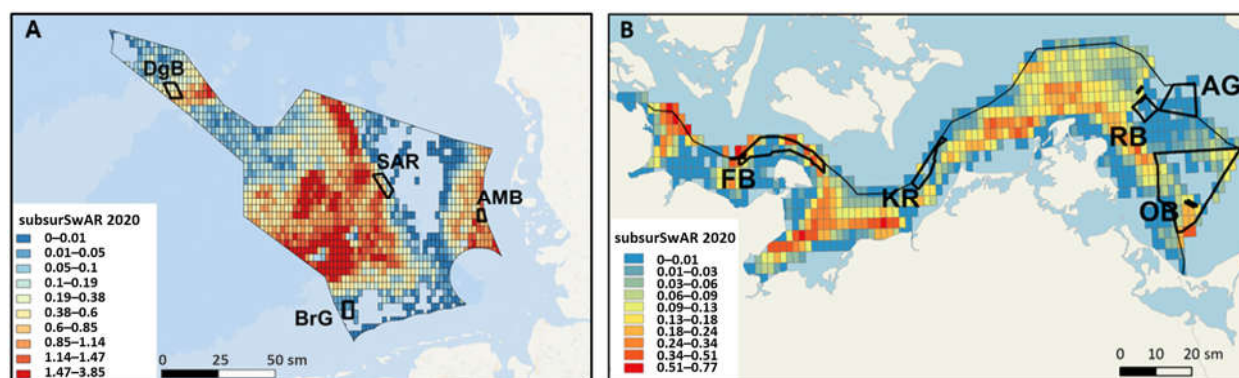 A
DgB
SAR
AMB
BrG
subsurSwAR 2020
0–0.01
0.01–0.05
0.05–0.1
0.1–0.19
0.19–0.38
0.38–0.6
0.6–0.85
0.85–1.14
1.14–1.47
1.47–3.85
0 25 50 sm
B
AG
RB
FB
KR
OB
subsurSwAR 2020
0–0.01
0.01–0.03
0.03–0.06
0.06–0.09
0.09–0.13
0.13–0.18
0.18–0.24
0.24–0.34
0.34–0.51
0.51–0.77
0 10 20 sm